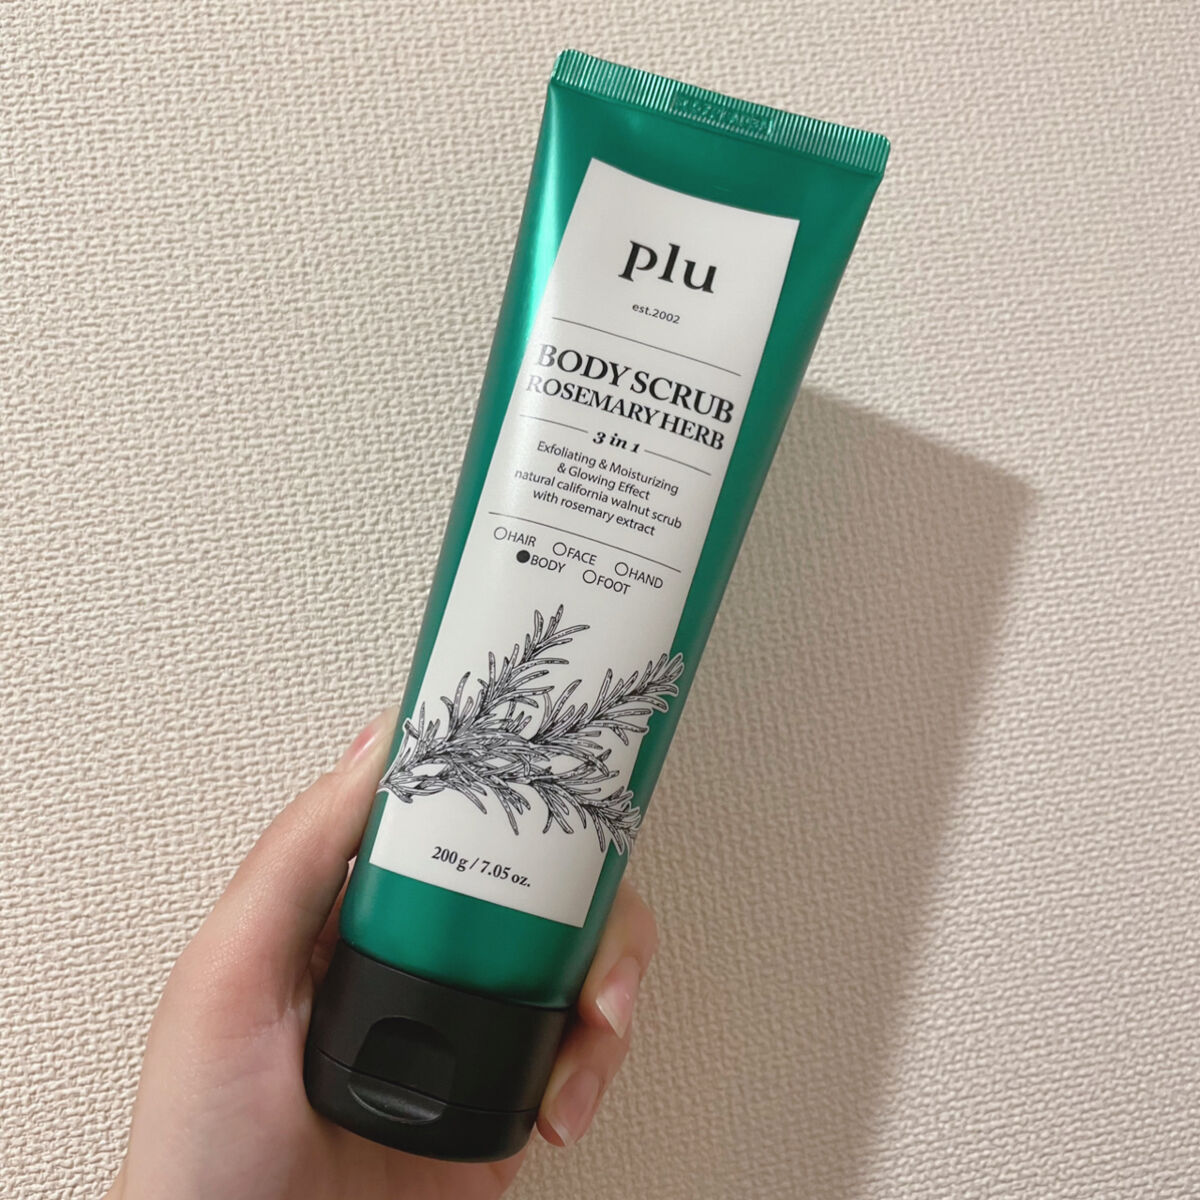 plu
est.2002
BODY SCRUB
ROSEMARY HERB
3 in 1
Exfoliating & Moisturizing
& Glowing Effect
natural california walnut scrub
with rosemary extract
HAIR FACE HAND
BODY FOOT
200g / 7.05 oz.